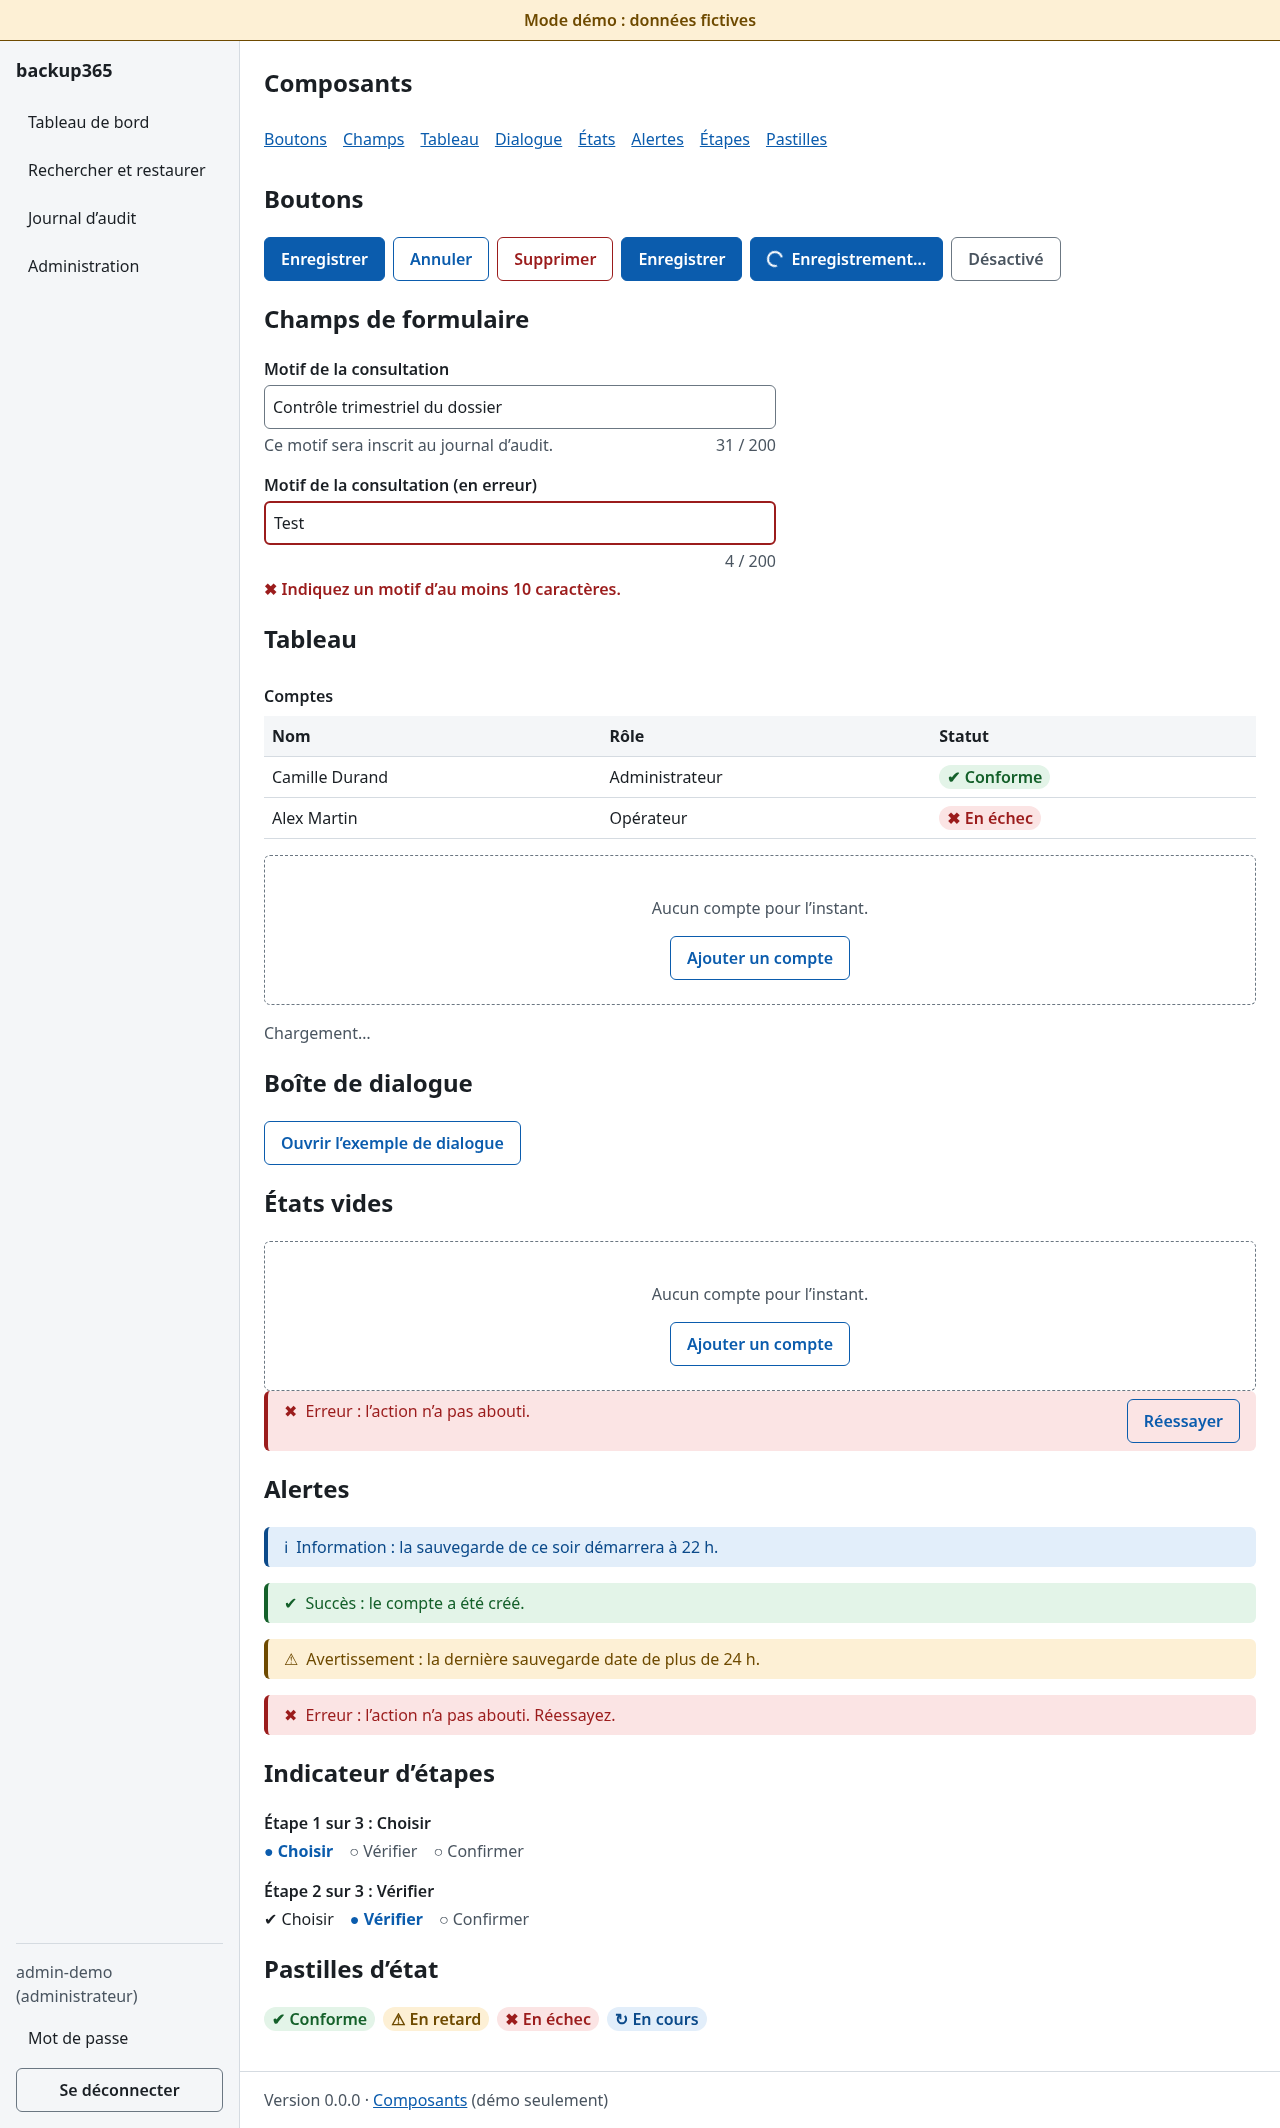 Mode démo : données fictives
backup365
Tableau de bord
Rechercher et restaurer
Journal d’audit
Administration
admin-demo
(administrateur)
Mot de passe
Se déconnecter
Composants
Boutons Champs Tableau Dialogue États Alertes Étapes Pastilles
Boutons
Enregistrer Annuler Supprimer Enregistrer Enregistrement… Désactivé
Champs de formulaire
Motif de la consultation
Contrôle trimestriel du dossier
Ce motif sera inscrit au journal d’audit. 31 / 200
Motif de la consultation (en erreur)
Test
4 / 200
✖ Indiquez un motif d’au moins 10 caractères.
Tableau
Comptes
Nom Rôle Statut
Camille Durand Administrateur ✔ Conforme
Alex Martin Opérateur ✖ En échec
Aucun compte pour l’instant.
Ajouter un compte
Chargement…
Boîte de dialogue
Ouvrir l’exemple de dialogue
États vides
Aucun compte pour l’instant.
Ajouter un compte
✖ Erreur : l’action n’a pas abouti. Réessayer
Alertes
i Information : la sauvegarde de ce soir démarrera à 22 h.
✔ Succès : le compte a été créé.
⚠ Avertissement : la dernière sauvegarde date de plus de 24 h.
✖ Erreur : l’action n’a pas abouti. Réessayez.
Indicateur d’étapes
Étape 1 sur 3 : Choisir
● Choisir ○ Vérifier ○ Confirmer
Étape 2 sur 3 : Vérifier
✔ Choisir ● Vérifier ○ Confirmer
Pastilles d’état
✔ Conforme ⚠ En retard ✖ En échec ↻ En cours
Version 0.0.0 · Composants (démo seulement)